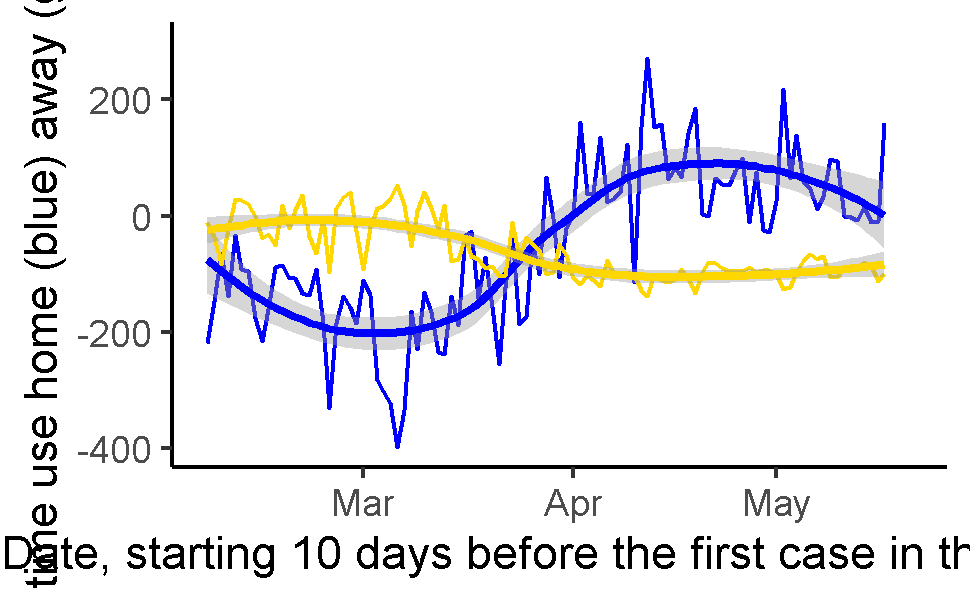 time use home (blue) away (
200
0
-200
-400
Mar Apr May
Date, starting 10 days before the first case in th